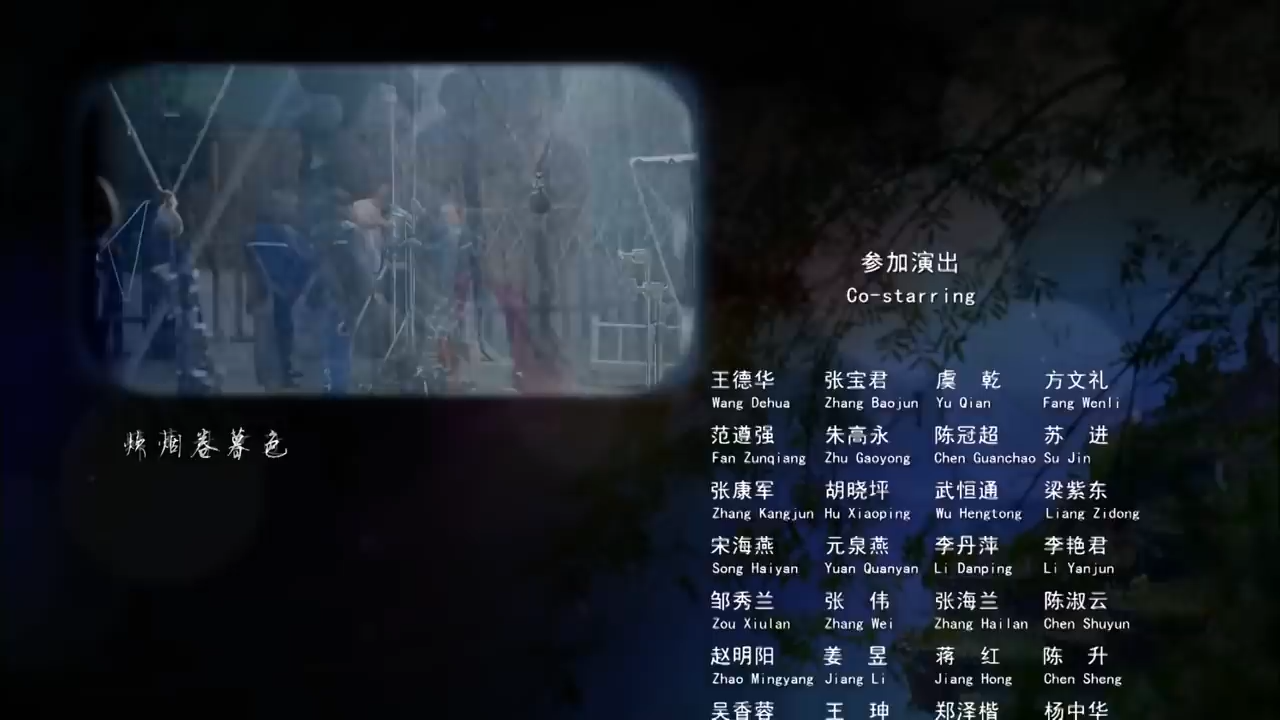 参加演出
Co-starring
王德华 张宝君 虞 乾 方文礼
Wang Dehua Zhang Baojun Yu Qian Fang Wenli
范遵强 朱高永 陈冠超 苏 进
Fan Zunqiang Zhu Gaoyong Chen Guanchao Su Jin
张康军 胡晓坪 武恒通 梁紫东
Zhang Kangjun Hu Xiaoping Wu Hengtong Liang Zidong
宋海燕 元泉燕 李丹萍 李艳君
Song Haiyan Yuan Quanyan Li Danping Li Yanjun
邹秀兰 张 伟 张海兰 陈淑云
Zou Xiulan Zhang Wei Zhang Hailan Chen Shuyun
赵明阳 姜 昱 蒋 红 陈 升
Zhao Mingyang Jiang Li Jiang Hong Chen Sheng
吴香蓉 王 珅 郑泽楷 杨中华
卷暮色